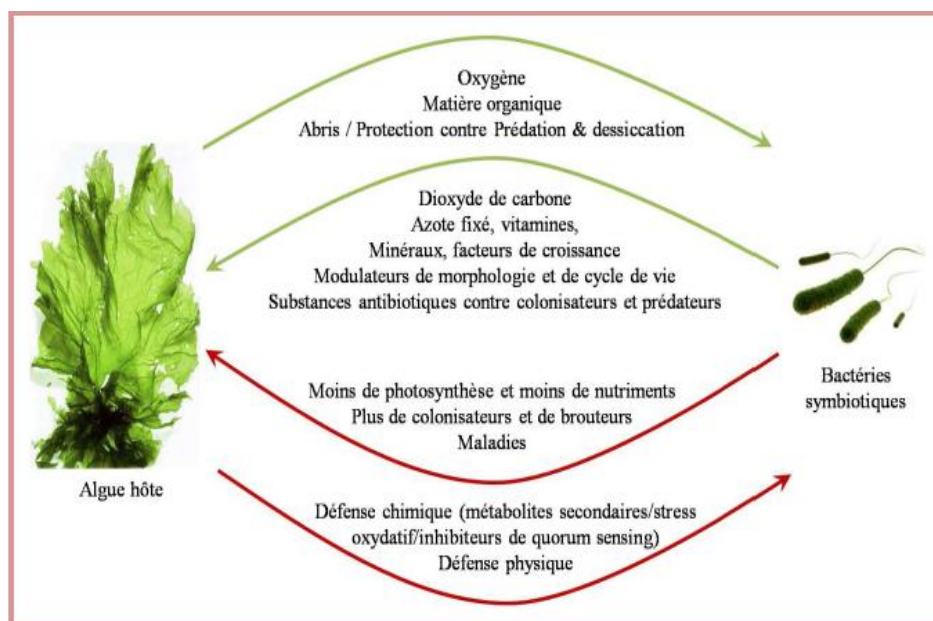 Oxygène
Matière organique
Abris / Protection contre Prédation & dessiccation
Dioxyde de carbone
Azote fixé, vitamines,
Minéraux, facteurs de croissance
Modulateurs de morphologie et de cycle de vie
Substances antibiotiques contre colonisateurs et prédateurs
Moins de photosynthèse et moins de nutriments
Plus de colonisateurs et de brouteurs
Maladies
Bactéries
symbiotiques
Algue hôte
Défense chimique (métabolites secondaires/stress
oxydatif/inhibiteurs de quorum sensing)
Défense physique